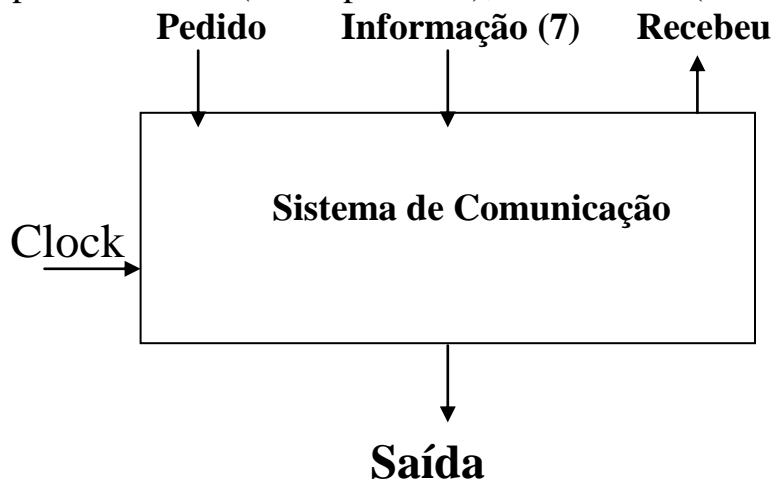 Pedido Informação (7) Recebeu
Sistema de Comunicação
Clock
Saída